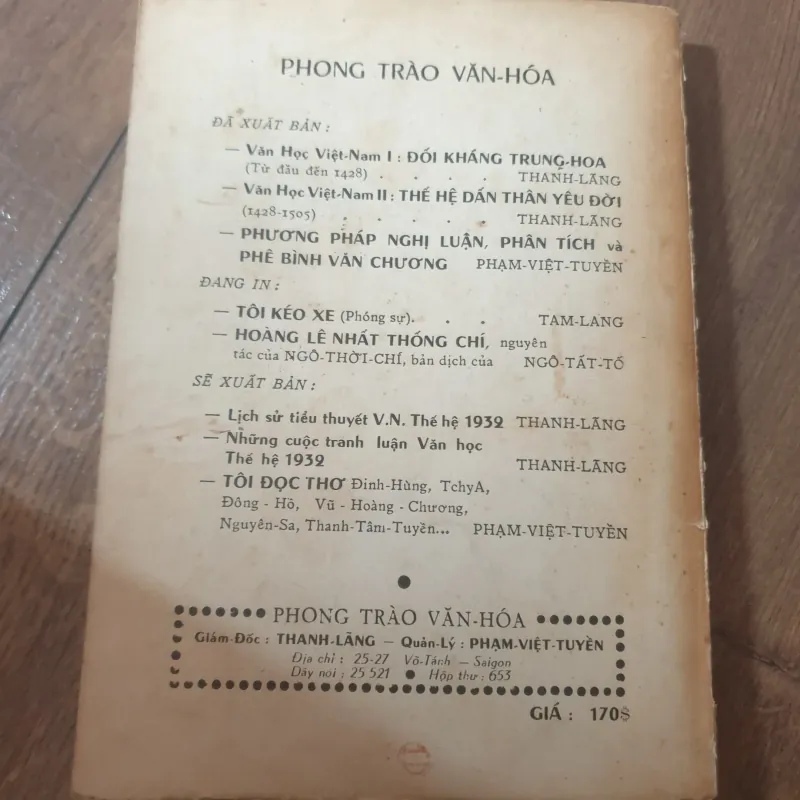 PHONG TRÀO VĂN-HÓA
ĐÃ XUẤT BẢN :
— Văn Học Việt-Nam I : ĐỐI KHÁNG TRUNG-HOA
(Từ đầu đến 1428) . . . . THANH-LÃNG
— Văn Học Việt-Nam II : THẾ HỆ DẤN THÂN YÊU ĐỜI
(1428-1505) . . . . . THANH-LÃNG
— PHƯƠNG PHÁP NGHỊ LUẬN, PHÂN TÍCH và
PHÊ BÌNH VĂN CHƯƠNG PHẠM-VIỆT-TUYỀN
ĐANG IN :
— TÔI KÉO XE (Phóng sự). . . TAM-LANG
— HOÀNG LÊ NHẤT THỐNG CHÍ, nguyên
tác của NGÔ-THỜI-CHÍ, bản dịch của NGÔ-TẤT-TỐ
SẼ XUẤT BẢN :
— Lịch sử tiểu thuyết V.N. Thế hệ 1932 THANH-LÃNG
— Những cuộc tranh luận Văn học
Thế hệ 1932 THANH-LÃNG
— TÔI ĐỌC THƠ Đinh-Hùng, TchyA,
Đông - Hồ, Vũ - Hoàng - Chương,
Nguyên-Sa, Thanh-Tâm-Tuyền... PHẠM-VIỆT-TUYỀN
PHONG TRÀO VĂN-HÓA
Giám-Đốc : THANH-LÃNG — Quản-Lý : PHẠM-VIỆT-TUYỀN
Địa chỉ : 25-27 Võ-Tánh — Saigon
Dây nói : 25 521 ● Hộp thư : 653
GIÁ : 170$